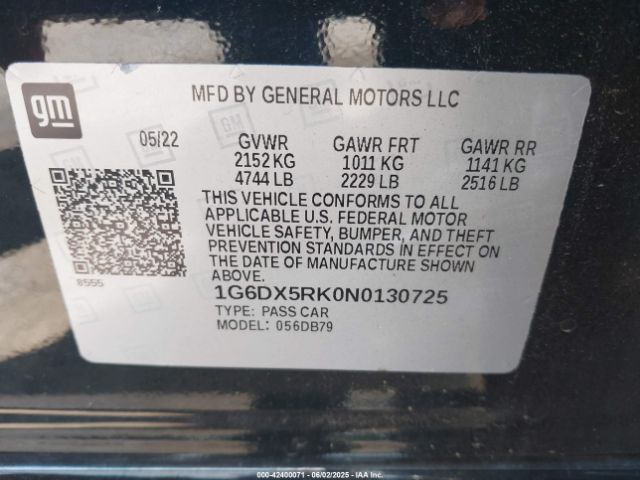 gm
MFD BY GENERAL MOTORS LLC
05/22
GVWR GAWR FRT GAWR RR
2152 KG 1011 KG 1141 KG
4744 LB 2229 LB 2516 LB
THIS VEHICLE CONFORMS TO ALL
APPLICABLE U.S. FEDERAL MOTOR
VEHICLE SAFETY, BUMPER, AND THEFT
PREVENTION STANDARDS IN EFFECT ON
THE DATE OF MANUFACTURE SHOWN
ABOVE.
8555
1G6DX5RK0N0130725
TYPE: PASS CAR
MODEL: 056DB79
000-42400071 - 06/02/2025 - © IAA, Inc.